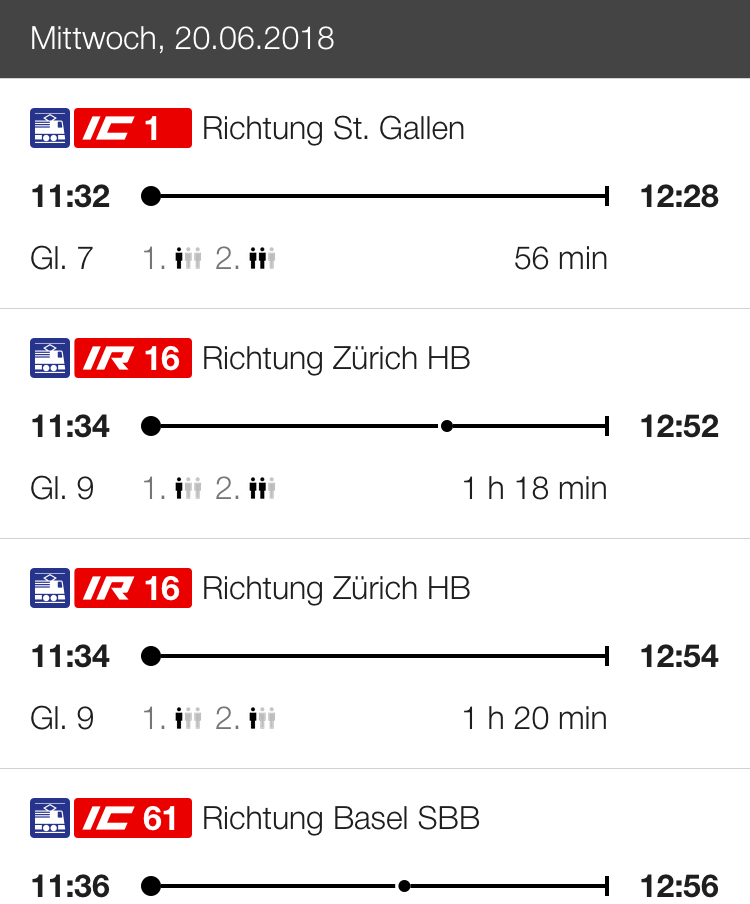 Mittwoch, 20.06.2018
IC 1 Richtung St. Gallen
11:32 12:28
Gl. 7 1. 2. 56 min
IR 16 Richtung Zürich HB
11:34 12:52
Gl. 9 1. 2. 1 h 18 min
IR 16 Richtung Zürich HB
11:34 12:54
Gl. 9 1. 2. 1 h 20 min
IC 61 Richtung Basel SBB
11:36 12:56